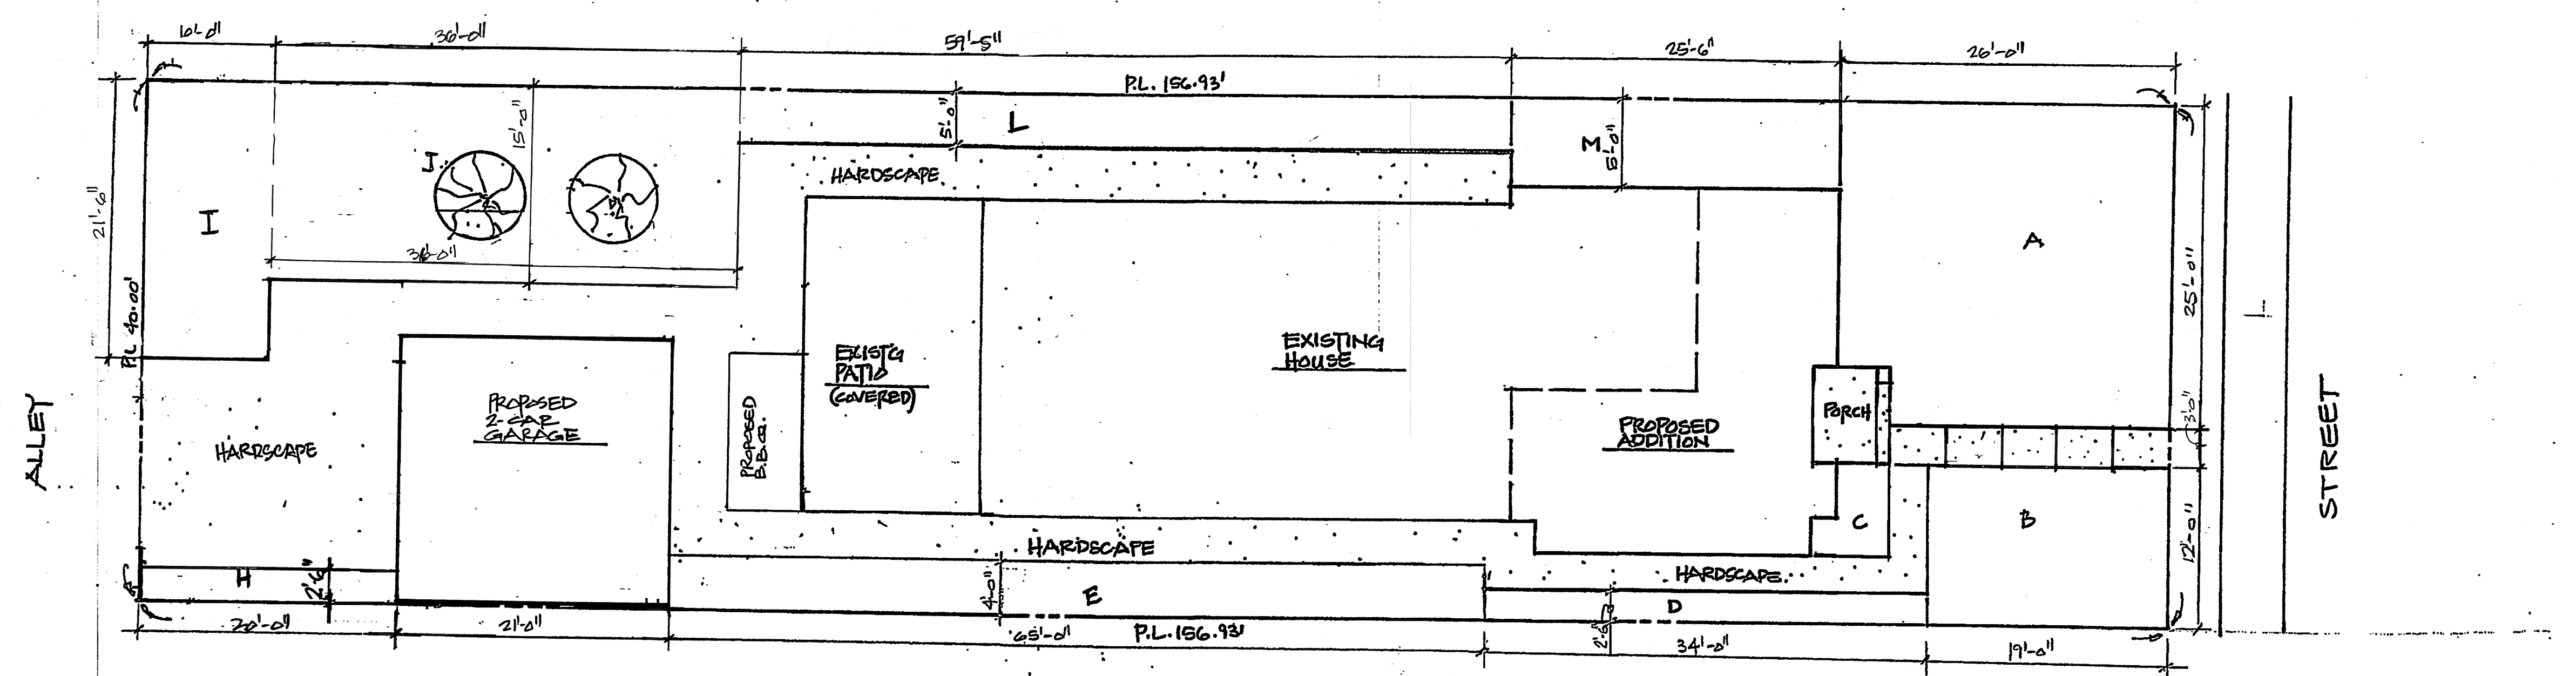 10'-0"
36'-0"
59'-5"
25'-6"
26'-0"
P.L. 156.93'
21'-6"
15'-0"
5'-0"
L
M
5'-0"
J
HARDSCAPE
I
A
36'-0"
25'-0"
P.L. 40.00'
EXIST'G
PATIO
(COVERED)
EXISTING
HOUSE
PROPOSED
2-CAR
GARAGE
PROPOSED
B.B.Q.
PORCH
3'-0"
ALLEY
HARDSCAPE
PROPOSED
ADDITION
STREET
C
B
12'-0"
HARDSCAPE
HARDSCAPE
H
2'-6"
4'-0"
E
D
2'-6"
20'-0"
21'-0"
65'-0"
P.L. 156.93'
34'-0"
19'-0"